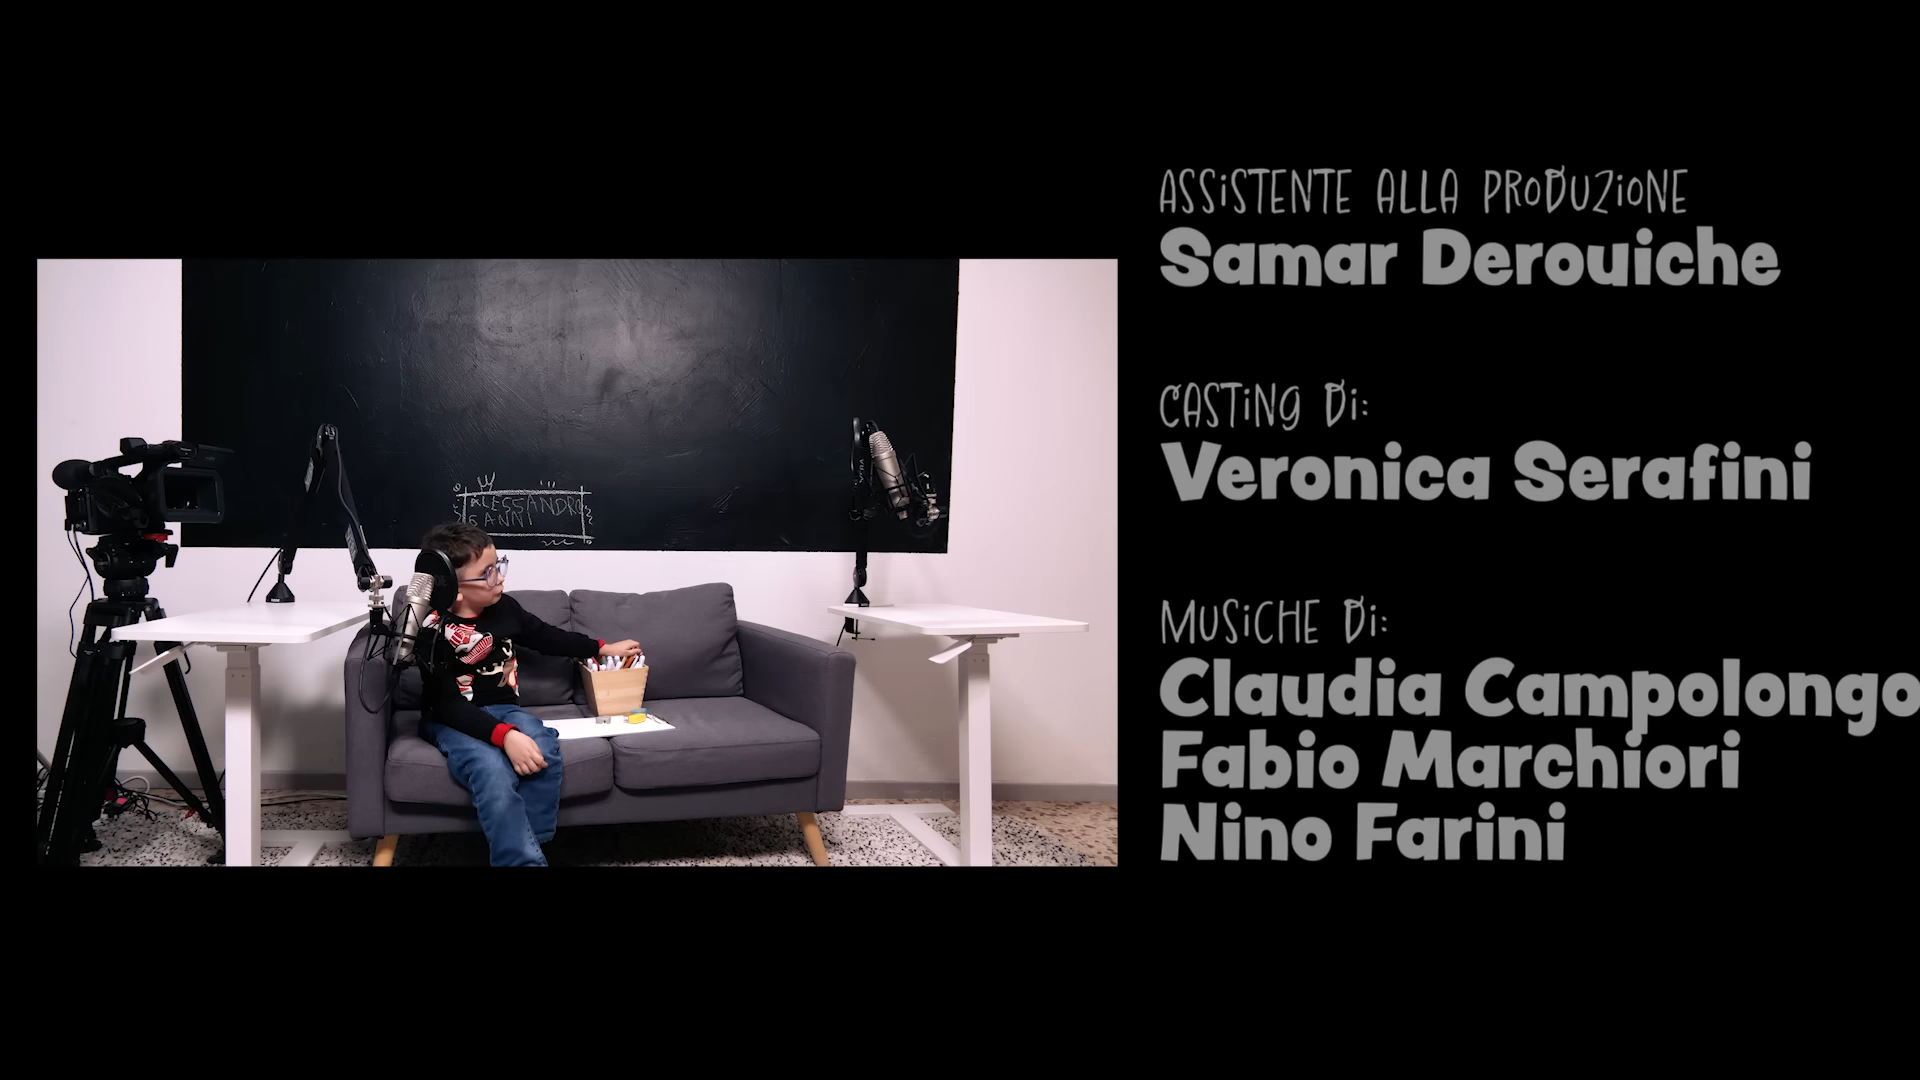 ASSiSTENTE ALLA PRODUZiONE
Samar Derouiche
CASTiNG Di:
Veronica Serafini
MUSiCHE Di:
Claudia Campolongo
Fabio Marchiori
Nino Farini
ALESSANDRO
6 ANNI